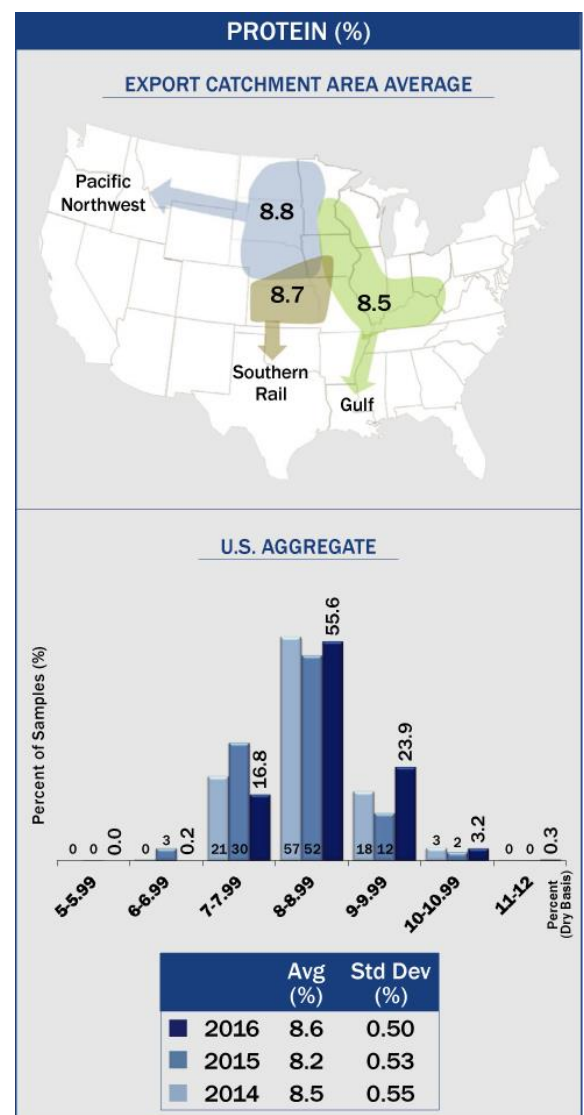 PROTEIN (%)
EXPORT CATCHMENT AREA AVERAGE
Pacific
Northwest
8.8
8.7
8.5
Southern
Rail
Gulf
U.S. AGGREGATE
Percent of Samples (%)
0 0 0.0
0 3 0.2
21 30 16.8
57 52 55.6
18 12 23.9
3 2 3.2
0 0 0.3
5-5.99 6-6.99 7-7.99 8-8.99 9-9.99 10-10.99 11-12
Percent
(Dry Basis)
Avg Std Dev
(%) (%)
2016 8.6 0.50
2015 8.2 0.53
2014 8.5 0.55